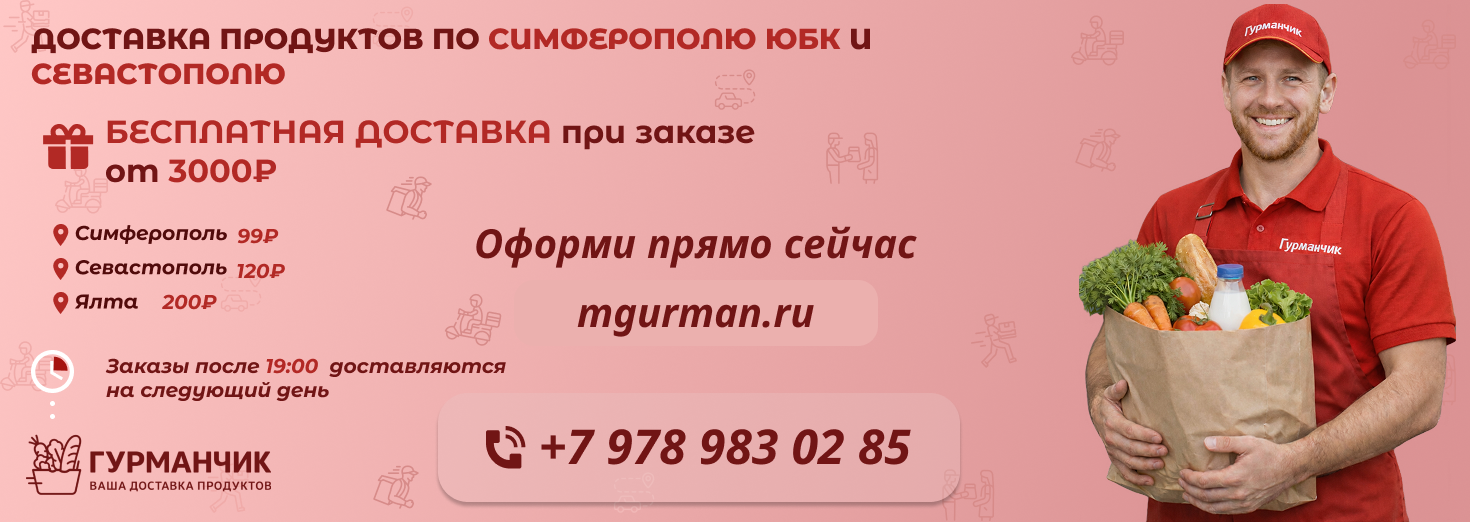 ДОСТАВКА ПРОДУКТОВ ПО СИМФЕРОПОЛЮ ЮБК И
СЕВАСТОПОЛЮ
БЕСПЛАТНАЯ ДОСТАВКА при заказе
от 3000₽
Симферополь 99₽
Севастополь 120₽
Ялта 200₽
Заказы после 19:00 доставляются
на следующий день
ГУРМАНЧИК
ВАША ДОСТАВКА ПРОДУКТОВ
Оформи прямо сейчас
mgurman.ru
+7 978 983 02 85
Гурманчик
Гурманчик